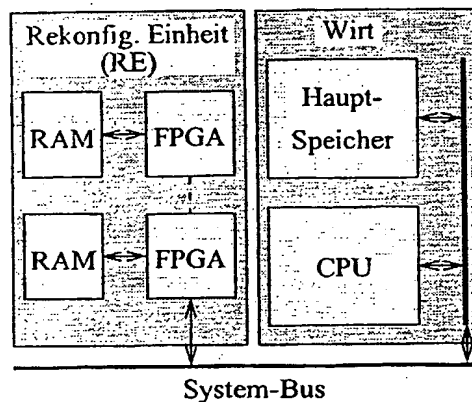 Rekonfig. Einheit
(RE)
RAM
FPGA
RAM
FPGA
Wirt
Haupt-
Speicher
CPU
System-Bus